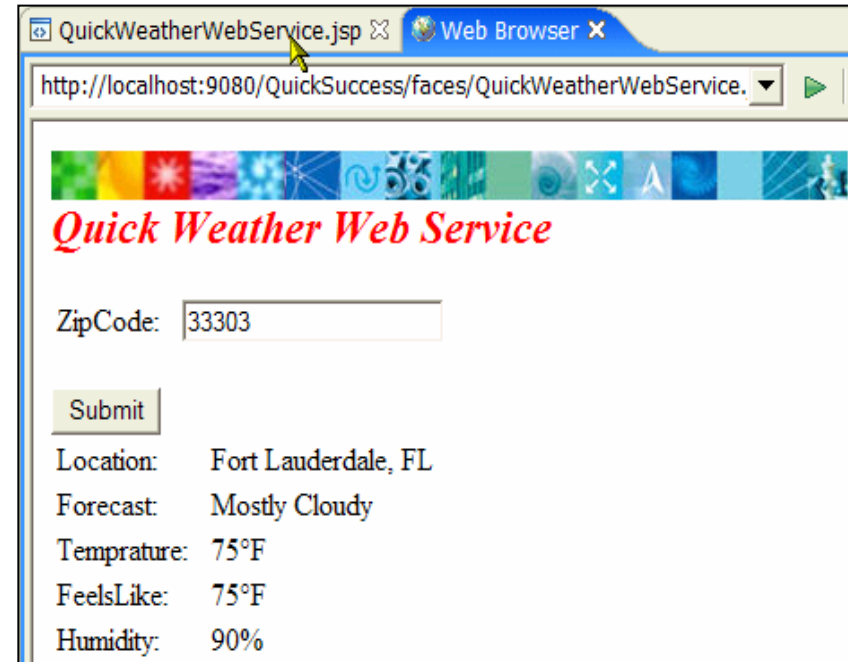 QuickWeatherWebService.jsp Web Browser
http://localhost:9080/QuickSuccess/faces/QuickWeatherWebService.
Quick Weather Web Service
ZipCode: 33303
Submit
Location: Fort Lauderdale, FL
Forecast: Mostly Cloudy
Temprature: 75°F
FeelsLike: 75°F
Humidity: 90%